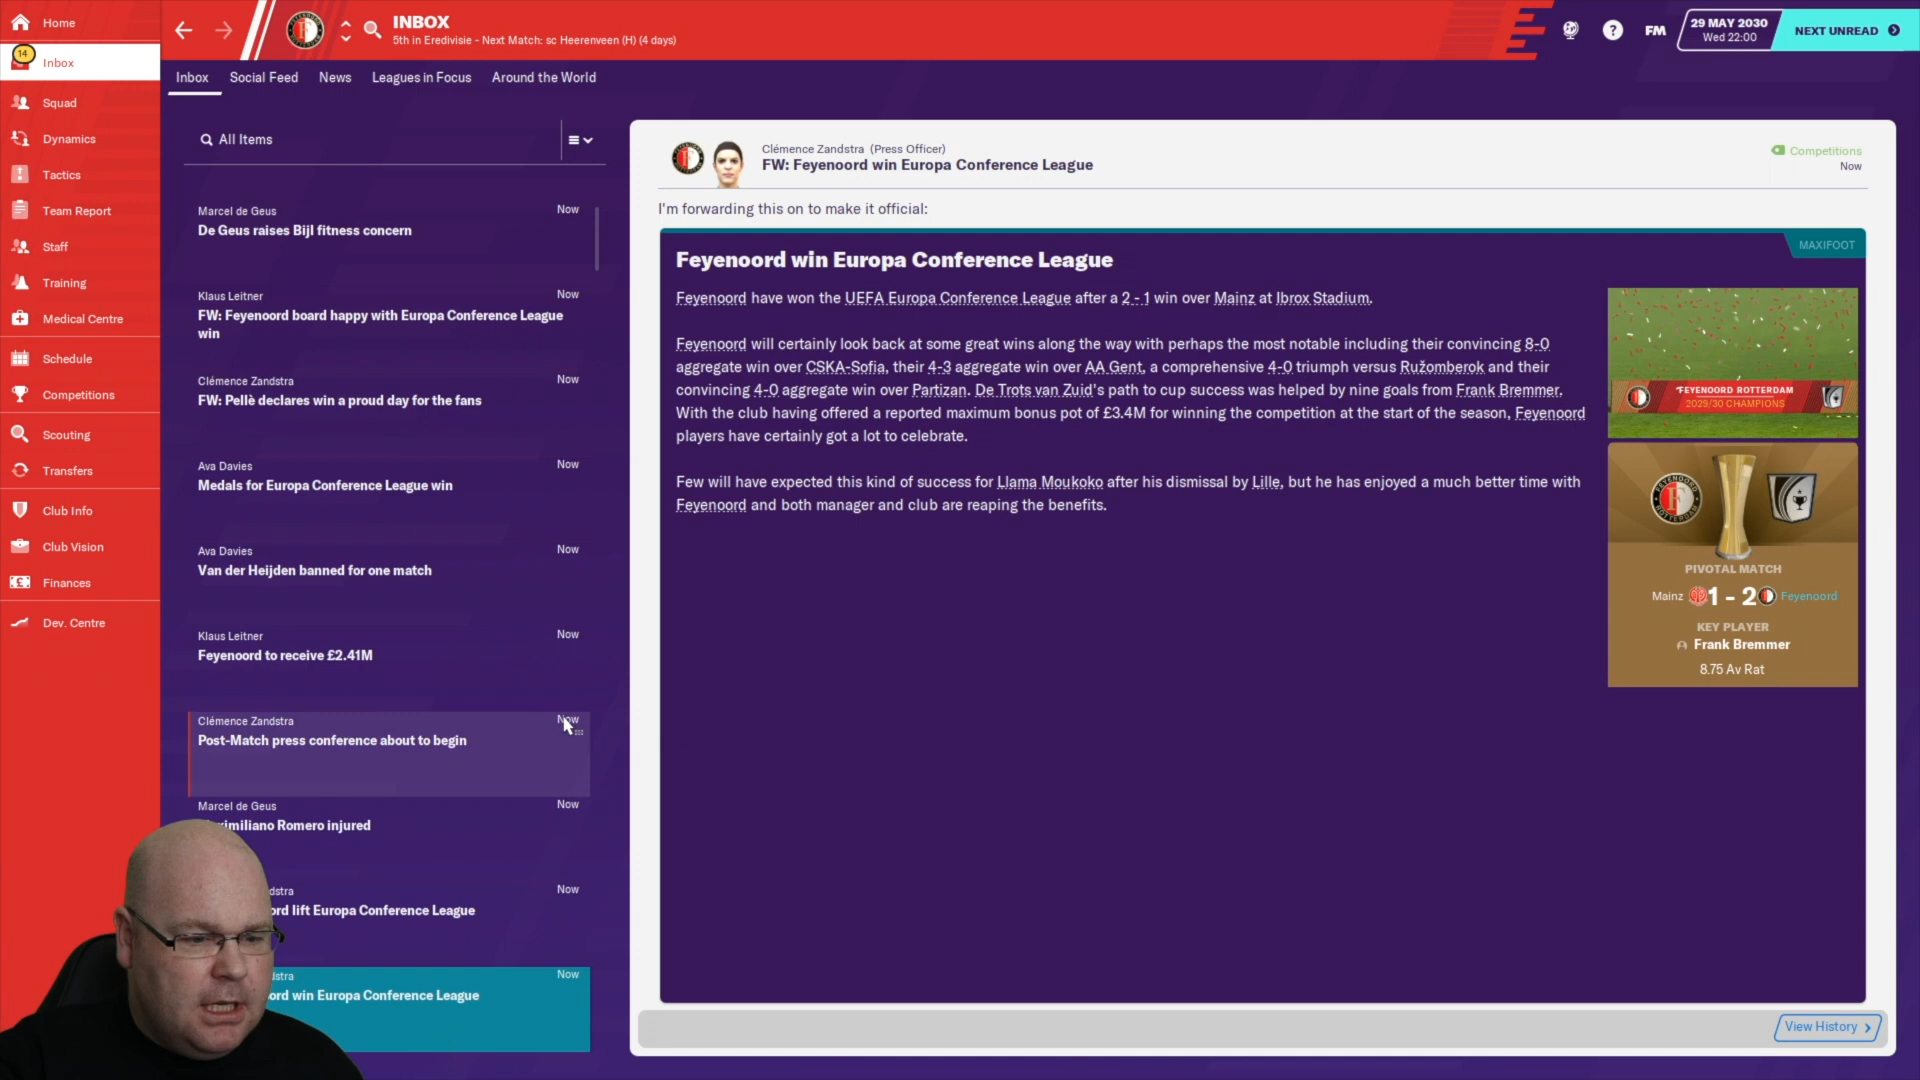 Home
14
Inbox
Squad
Dynamics
Tactics
Team Report
Staff
Training
Medical Centre
Schedule
Competitions
Scouting
Transfers
Club Info
Club Vision
Finances
Dev. Centre
INBOX
5th in Eredivisie - Next Match: sc Heerenveen (H) (4 days)
?
FM
29 MAY 2030
Wed 22:00
NEXT UNREAD
Inbox Social Feed News Leagues in Focus Around the World
All Items
Marcel de Geus Now
De Geus raises Bijl fitness concern
Klaus Leitner Now
FW: Feyenoord board happy with Europa Conference League
win
Clémence Zandstra Now
FW: Pellè declares win a proud day for the fans
Ava Davies Now
Medals for Europa Conference League win
Ava Davies Now
Van der Heijden banned for one match
Klaus Leitner Now
Feyenoord to receive £2.41M
Clémence Zandstra Now
Post-Match press conference about to begin
Marcel de Geus Now
ximiliano Romero injured
dstra Now
ord lift Europa Conference League
dstra Now
ord win Europa Conference League
Clémence Zandstra (Press Officer)
FW: Feyenoord win Europa Conference League
Competitions
Now
I'm forwarding this on to make it official:
MAXIFOOT
Feyenoord win Europa Conference League
Feyenoord have won the UEFA Europa Conference League after a 2 - 1 win over Mainz at Ibrox Stadium.
Feyenoord will certainly look back at some great wins along the way with perhaps the most notable including their convincing 8-0
aggregate win over CSKA-Sofia, their 4-3 aggregate win over AA Gent, a comprehensive 4-0 triumph versus Ružomberok and their
convincing 4-0 aggregate win over Partizan. De Trots van Zuid's path to cup success was helped by nine goals from Frank Bremmer.
With the club having offered a reported maximum bonus pot of £3.4M for winning the competition at the start of the season, Feyenoord
players have certainly got a lot to celebrate.
Few will have expected this kind of success for Llama Moukoko after his dismissal by Lille, but he has enjoyed a much better time with
Feyenoord and both manager and club are reaping the benefits.
FEYENOORD ROTTERDAM
2029/30 CHAMPIONS
PIVOTAL MATCH
Mainz 1 - 2 Feyenoord
KEY PLAYER
Frank Bremmer
8.75 Av Rat
View History